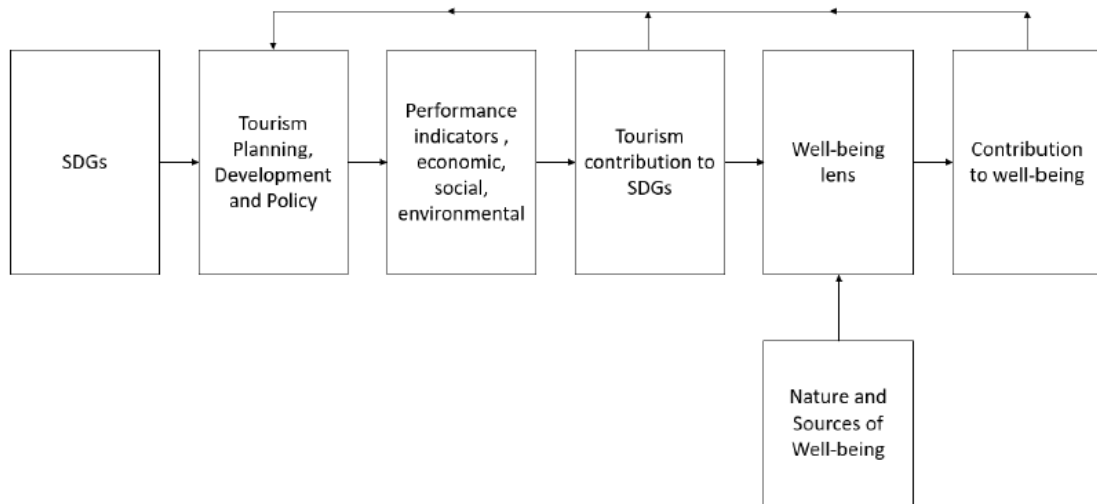 SDGs
Tourism
Planning,
Development
and Policy
Performance
indicators ,
economic,
social,
environmental
Tourism
contribution to
SDGs
Well-being
lens
Contribution
to well-being
Nature and
Sources of
Well-being